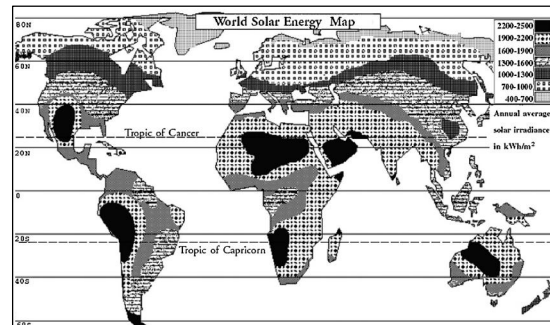 World Solar Energy Map
80N
60N
40N
20N
0
20S
40S
Tropic of Cancer
Tropic of Capricorn
2200-2500
1900-2200
1600-1900
1300-1600
1000-1300
700-1000
400-700
Annual average
solar irradiance
in kWh/m²